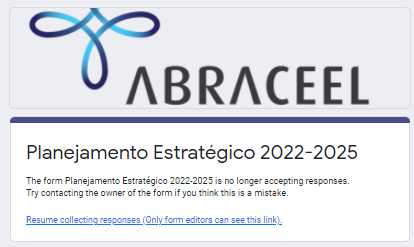 ABRACEEL
Planejamento Estratégico 2022-2025
The form Planejamento Estratégico 2022-2025 is no longer accepting responses.
Try contacting the owner of the form if you think this is a mistake.
Resume collecting responses (Only form editors can see this link).